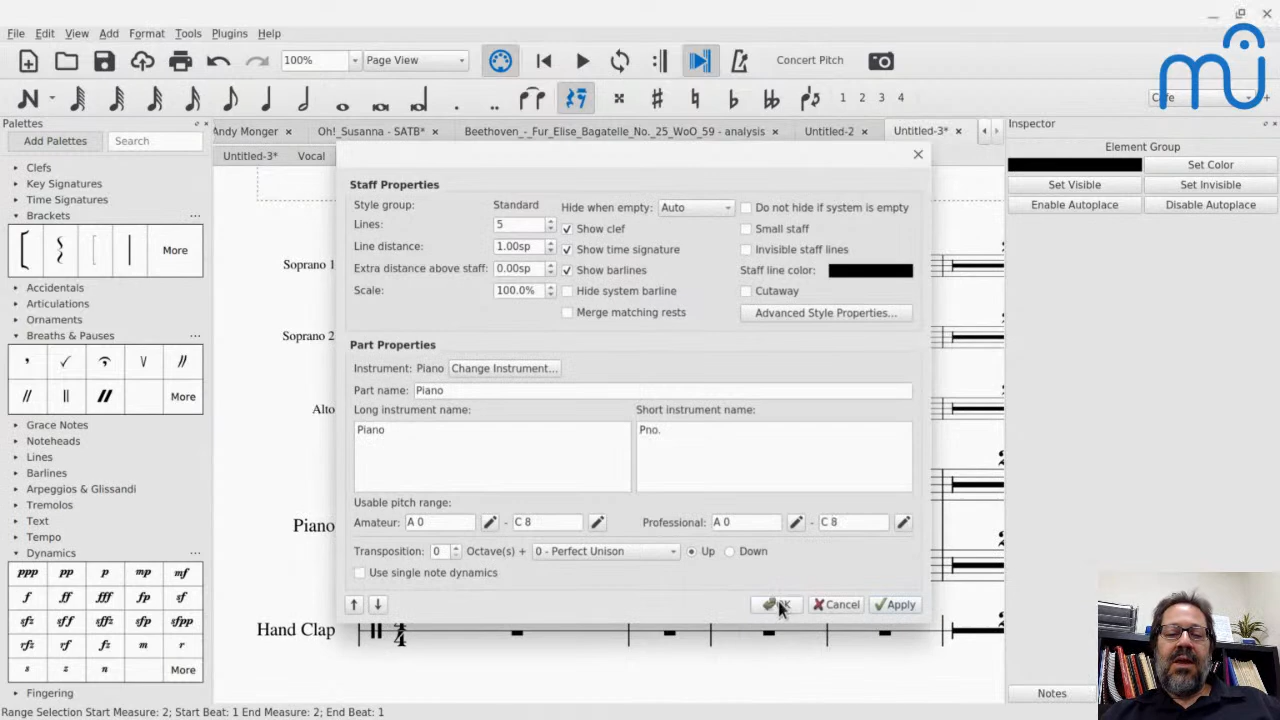 File Edit View Add Format Tools Plugins Help
100% Page View Concert Pitch
1 2 3 4
Palettes
Add Palettes Search
Clefs
Key Signatures
Time Signatures
Brackets ...
More
Accidentals
Articulations
Ornaments
Breaths & Pauses ...
More
Grace Notes
Noteheads
Lines
Barlines
Arpeggios & Glissandi
Tremolos
Text
Tempo
Dynamics ...
ppp pp p mp mf
f ff fff fp sf
sfz sff sffz sfp sfpp
rfz rf fz m r
s z n More
Fingering
Andy Monger Oh!_Susanna - SATB* Beethoven_-_Fur_Elise_Bagatelle_No._25_WoO_59 - analysis Untitled-2 Untitled-3*
Untitled-3* Vocal
Soprano 1
Soprano 2
Alto
Piano
Hand Clap
4
4
Staff Properties
Style group: Standard
Lines: 5
Line distance: 1.00sp
Extra distance above staff: 0.00sp
Scale: 100.0%
Hide when empty: Auto
Show clef
Show time signature
Show barlines
Hide system barline
Merge matching rests
Do not hide if system is empty
Small staff
Invisible staff lines
Staff line color:
Cutaway
Advanced Style Properties...
Part Properties
Instrument: Piano Change Instrument...
Part name: Piano
Long instrument name: Short instrument name:
Piano Pno.
Usable pitch range:
Amateur: A 0 - C 8 Professional: A 0 - C 8
Transposition: 0 Octave(s) + 0 - Perfect Unison Up Down
Use single note dynamics
Cancel Apply
Inspector
Element Group
Set Color
Set Visible Set Invisible
Enable Autoplace Disable Autoplace
Notes
Range Selection Start Measure: 2; Start Beat: 1 End Measure: 2; End Beat: 1